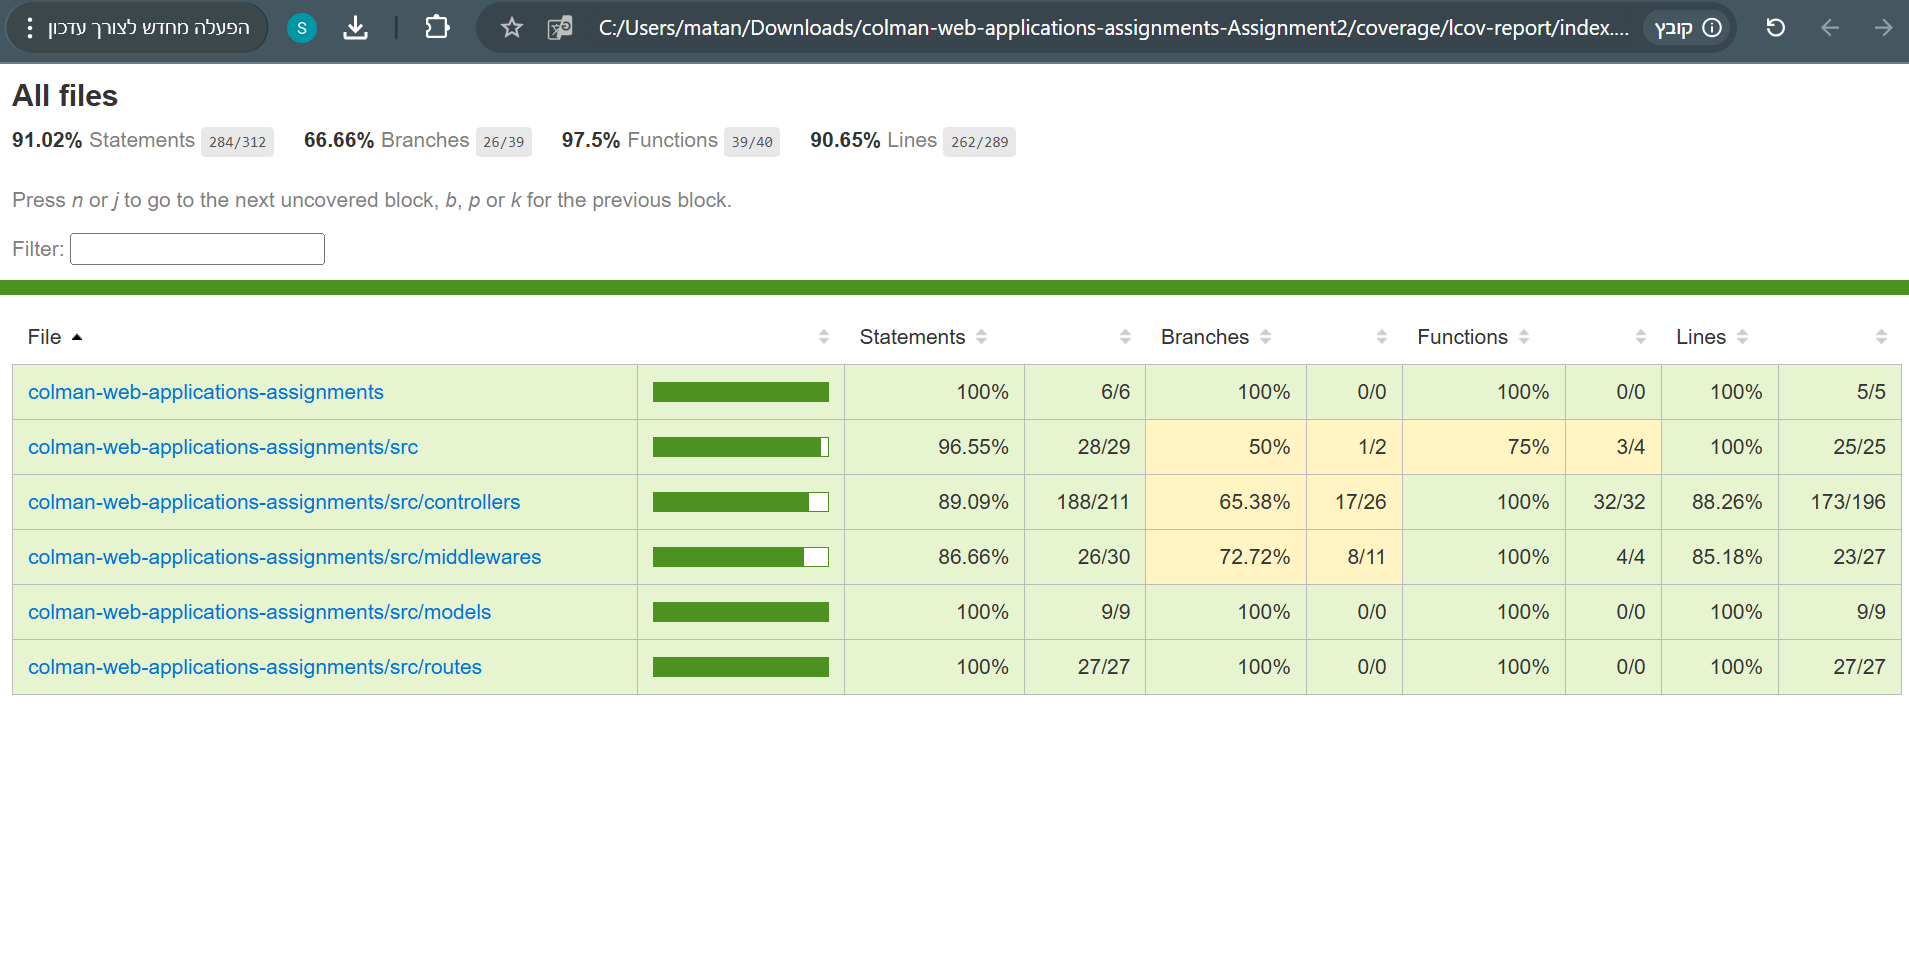 הפעלה מחדש לצורך עדכון S C:/Users/matan/Downloads/colman-web-applications-assignments-Assignment2/coverage/lcov-report/index.... קובץ
All files
91.02% Statements 284/312 66.66% Branches 26/39 97.5% Functions 39/40 90.65% Lines 262/289
Press n or j to go to the next uncovered block, b, p or k for the previous block.
Filter:
File Statements Branches Functions Lines
colman-web-applications-assignments 100% 6/6 100% 0/0 100% 0/0 100% 5/5
colman-web-applications-assignments/src 96.55% 28/29 50% 1/2 75% 3/4 100% 25/25
colman-web-applications-assignments/src/controllers 89.09% 188/211 65.38% 17/26 100% 32/32 88.26% 173/196
colman-web-applications-assignments/src/middlewares 86.66% 26/30 72.72% 8/11 100% 4/4 85.18% 23/27
colman-web-applications-assignments/src/models 100% 9/9 100% 0/0 100% 0/0 100% 9/9
colman-web-applications-assignments/src/routes 100% 27/27 100% 0/0 100% 0/0 100% 27/27